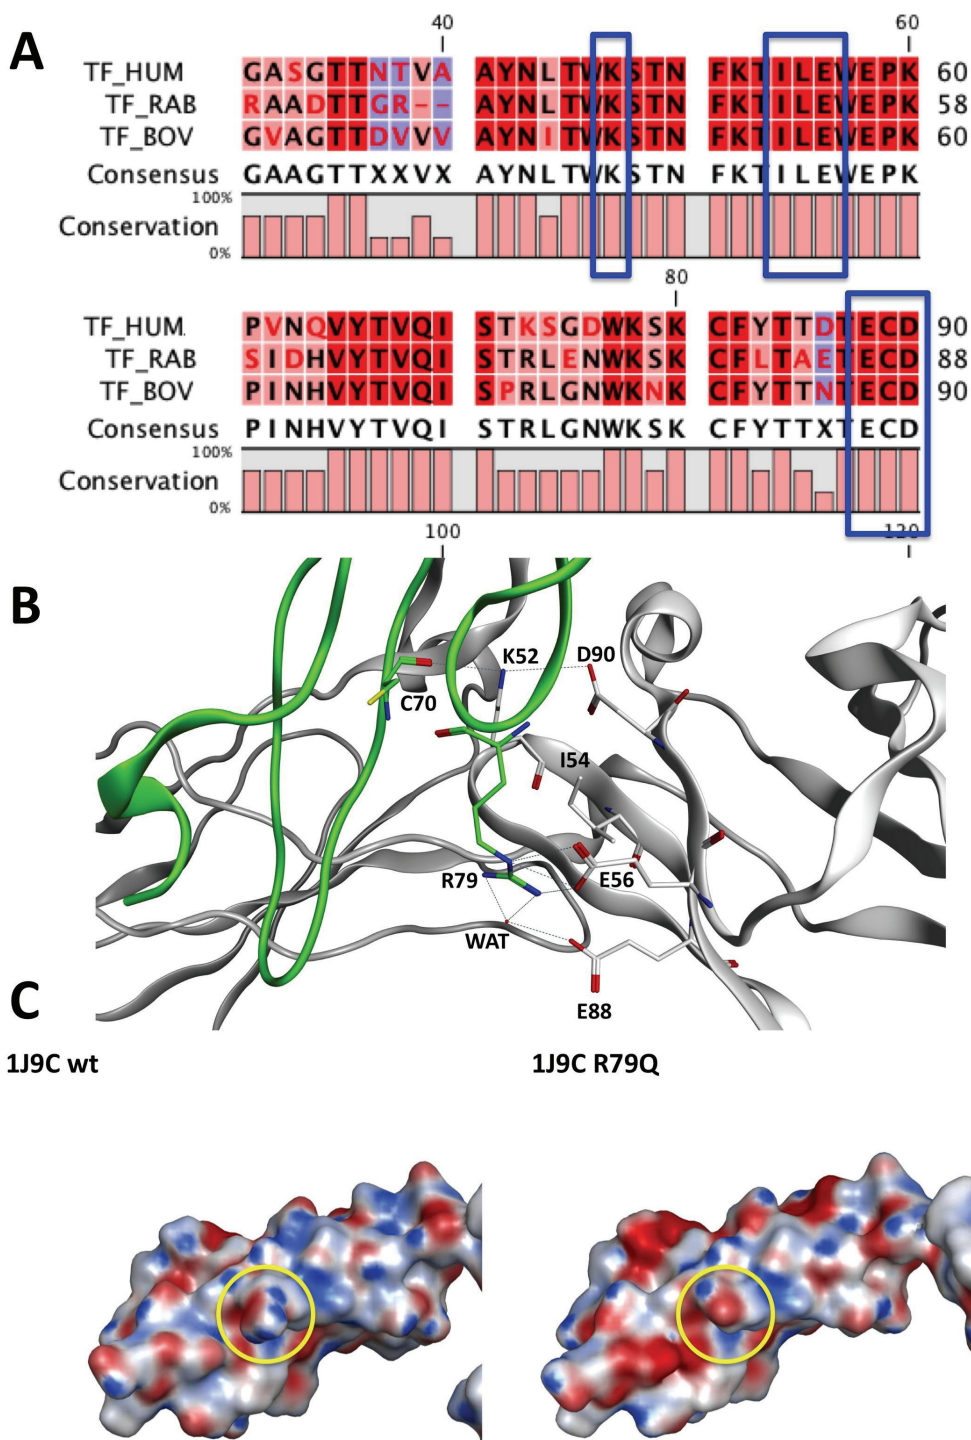 A
40 60
TF_HUM GASGTTNTVA AYNLTWKSTN FKTILEWEPK 60
TF_RAB RAADTTGR-- AYNLTWKSTN FKTILEWEPK 58
TF_BOV GVAGTTDVVV AYNITWKSTN FKTILEWEPK 60
Consensus GAAGTTXXVX AYNLTWKSTN FKTILEWEPK
100%
Conservation
0%
80
TF_HUM PVNQVYTVQI STKSGDWKSK CFYTTDTECD 90
TF_RAB SIDHVYTVQI STRLENWKSK CFLTAETECD 88
TF_BOV PINHVYTVQI SPRLGNWKNK CFYTTNTECD 90
Consensus PINHVYTVQI STRLGNWKSK CFYTTXTECD
100%
Conservation
0%
100 120
B
K52 D90
C70
I54
R79 E56
WAT
E88
C
1J9C wt 1J9C R79Q